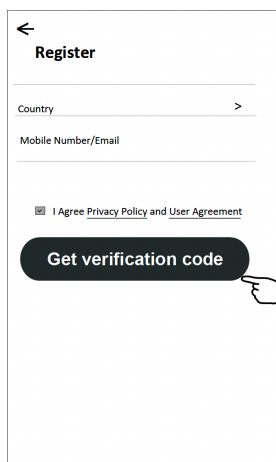 Register
Country >
Mobile Number/Email
I Agree Privacy Policy and User Agreement
Get verification code